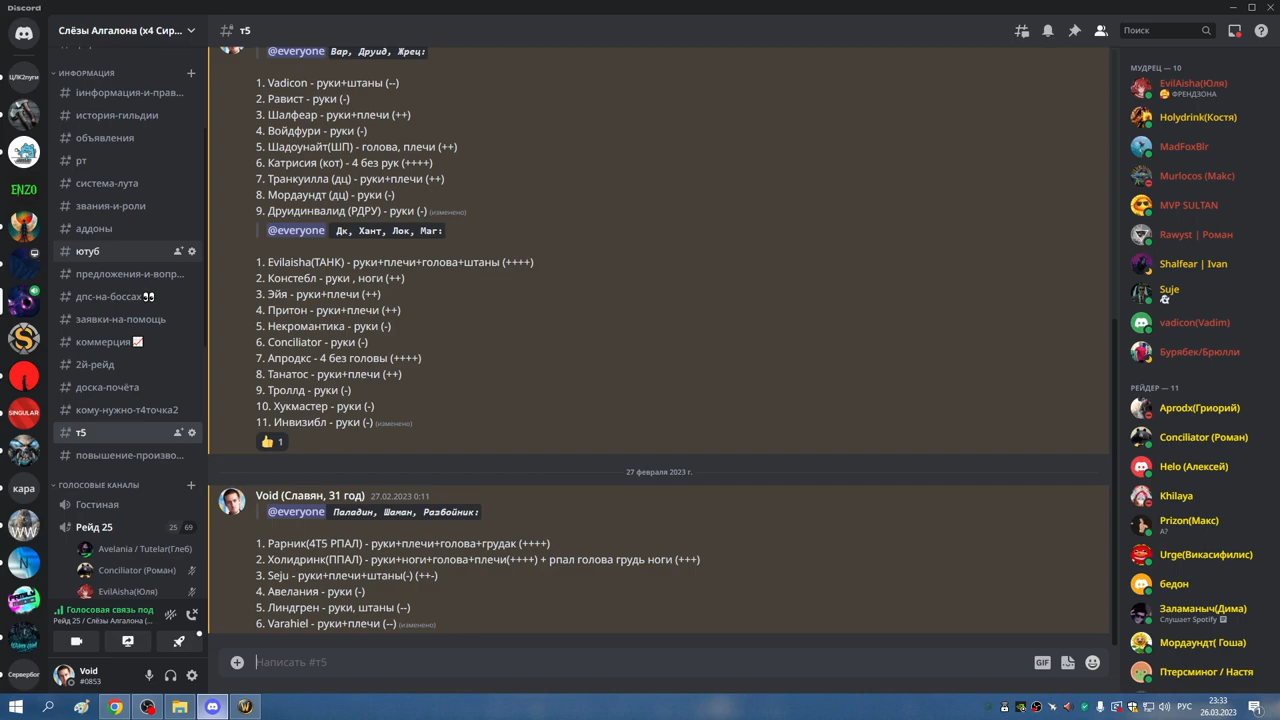 Discord
Слёзы Алгалона (x4 Сир...
т5
Поиск
ЦЛК2пуги
ENZO
SINGULAR
кара
WW
Сервербог
ИНФОРМАЦИЯ
іинформация-и-прав...
история-гильдии
объявления
рт
система-лута
звания-и-роли
аддоны
ютуб
предложения-и-вопр...
дпс-на-боссах👀
заявки-на-помощь
коммерция 📈
2й-рейд
доска-почёта
кому-нужно-т4точка2
т5
повышение-произво...
ГОЛОСОВЫЕ КАНАЛЫ
Гостиная
Рейд 25 25 69
Avelania / Tutelar(Глеб)
Conciliator (Роман)
EvilAisha(Юля)
Голосовая связь под
Рейд 25 / Слёзы Алгалона (...
Void
#0853
@everyone Вар, Друид, Жрец:
1. Vadicon - руки+штаны (--)
2. Равист - руки (-)
3. Шалфеар - руки+плечи (++)
4. Войдфури - руки (-)
5. Шадоунайт(ШП) - голова, плечи (++)
6. Катрисия (кот) - 4 без рук (++++)
7. Транкуилла (дц) - руки+плечи (++)
8. Мордаундт (дц) - руки (-)
9. Друидинвалид (РДРУ) - руки (-) (изменено)
@everyone Дк, Хант, Лок, Маг:
1. Evilaisha(ТАНК) - руки+плечи+голова+штаны (++++)
2. Констебл - руки , ноги (++)
3. Эйя - руки+плечи (++)
4. Притон - руки+плечи (++)
5. Некромантика - руки (-)
6. Conciliator - руки (-)
7. Апродкс - 4 без головы (++++)
8. Танатос - руки+плечи (++)
9. Троллд - руки (-)
10. Хукмастер - руки (-)
11. Инвизибл - руки (-) (изменено)
👍 1
27 февраля 2023 г.
Void (Славян, 31 год) 27.02.2023 0:11
@everyone Паладин, Шаман, Разбойник:
1. Рарник(4Т5 РПАЛ) - руки+плечи+голова+грудак (++++)
2. Холидринк(ППАЛ) - руки+ноги+голова+плечи(++++) + рпал голова грудь ноги (+++)
3. Seju - руки+плечи+штаны(-) (++-)
4. Авелания - руки (-)
5. Линдгрен - руки, штаны (--)
6. Varahiel - руки+плечи (--) (изменено)
Написать #т5
GIF
МУДРЕЦ — 10
EvilAisha(Юля)
ФРЕНДЗОНА
Holydrink(Костя)
MadFoxBlr
Murlocos (Макс)
MVP SULTAN
Rawyst | Роман
Shalfear | Ivan
Suje
vadicon(Vadim)
Бурябек/Брюлли
РЕЙДЕР — 11
Aprodx(Гриорий)
Conciliator (Роман)
Helo (Алексей)
Khilaya
Prizon(Макс)
А?
Urge(Викасифилис)
бедон
Заламаныч(Дима)
Слушает Spotify
Мордаундт( Гоша)
Птерсминог / Настя
РУС
23:33
26.03.2023
1